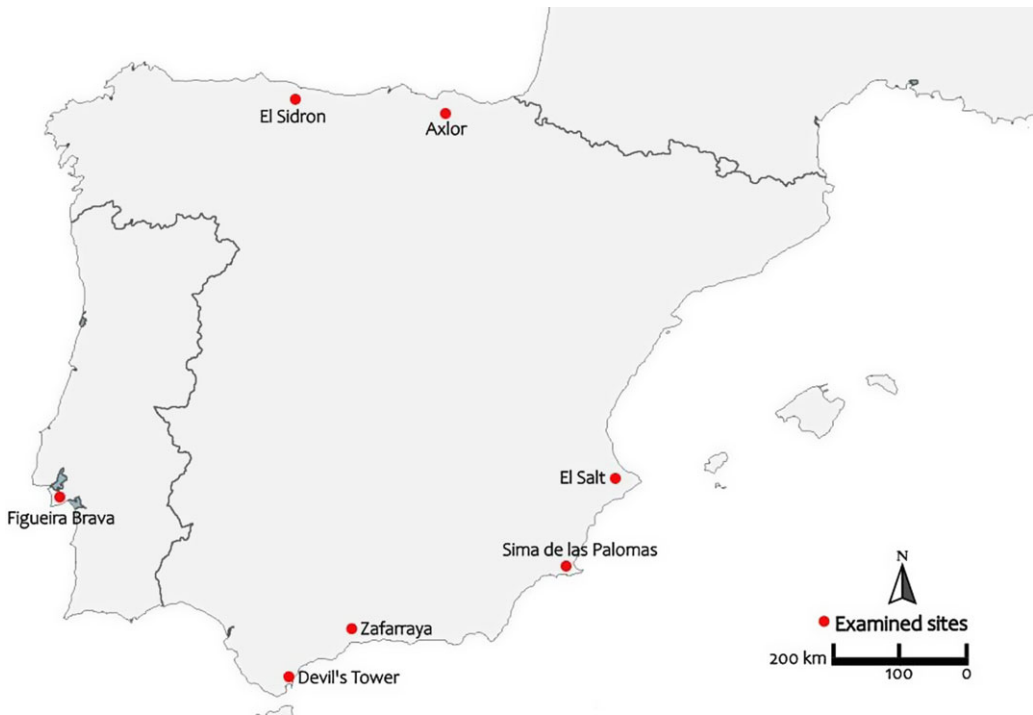 El Sidron
Axlor
El Salt
Figueira Brava
Sima de las Palomas
N
Zafarraya
Examined sites
200 km
100
0
Devil's Tower